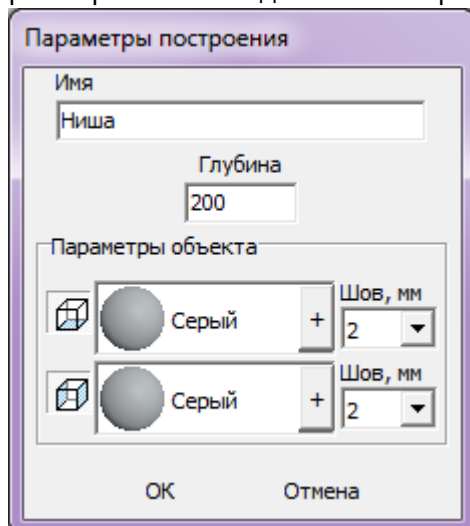 Параметры построения
Имя
Ниша
Глубина
200
Параметры объекта
Серый + Шов, мм 2
Серый + Шов, мм 2
ОК Отмена